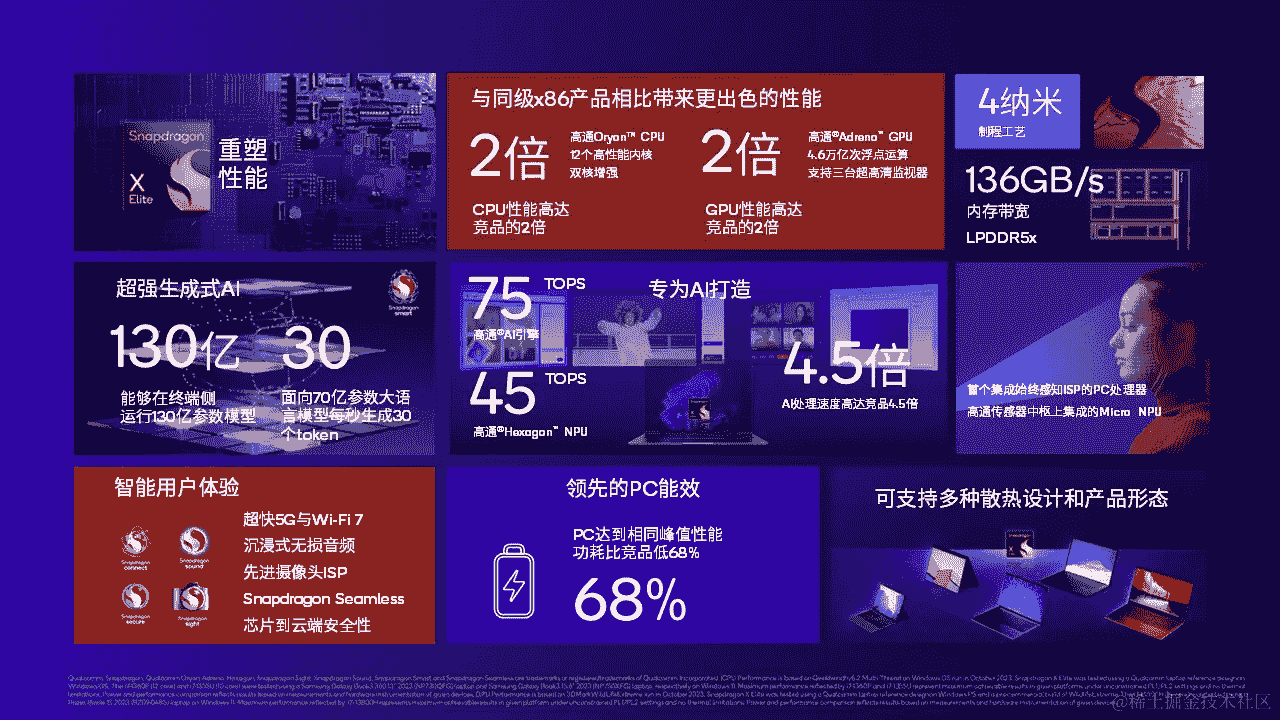 Snapdragon
X
Elite
重塑
性能
与同级x86产品相比带来更出色的性能
2倍
高通®Oryon™ CPU
12个高性能内核
双核增强
CPU性能高达
竞品的2倍
2倍
高通®Adreno™ GPU
4.6万亿次浮点运算
支持三台超高清监视器
GPU性能高达
竞品的2倍
4纳米
制程工艺
136GB/s
内存带宽
LPDDR5x
超强生成式AI
Snapdragon
smart
130亿
能够在终端侧
运行130亿参数模型
30
面向70亿参数大语
言模型每秒生成30
个token
专为AI打造
75 TOPS
高通®AI引擎
45 TOPS
高通®Hexagon™ NPU
4.5倍
AI处理速度高达竞品4.5倍
首个集成始终感知ISP的PC处理器
高通传感器中枢上集成的Micro NPU
智能用户体验
Snapdragon
connect
Snapdragon
sound
Snapdragon
secure
Snapdragon
sight
超快5G与Wi-Fi 7
沉浸式无损音频
先进摄像头ISP
Snapdragon Seamless
芯片到云端安全性
领先的PC能效
PC达到相同峰值性能
功耗比竞品低68%
68%
可支持多种散热设计和产品形态
@稀土掘金技术社区